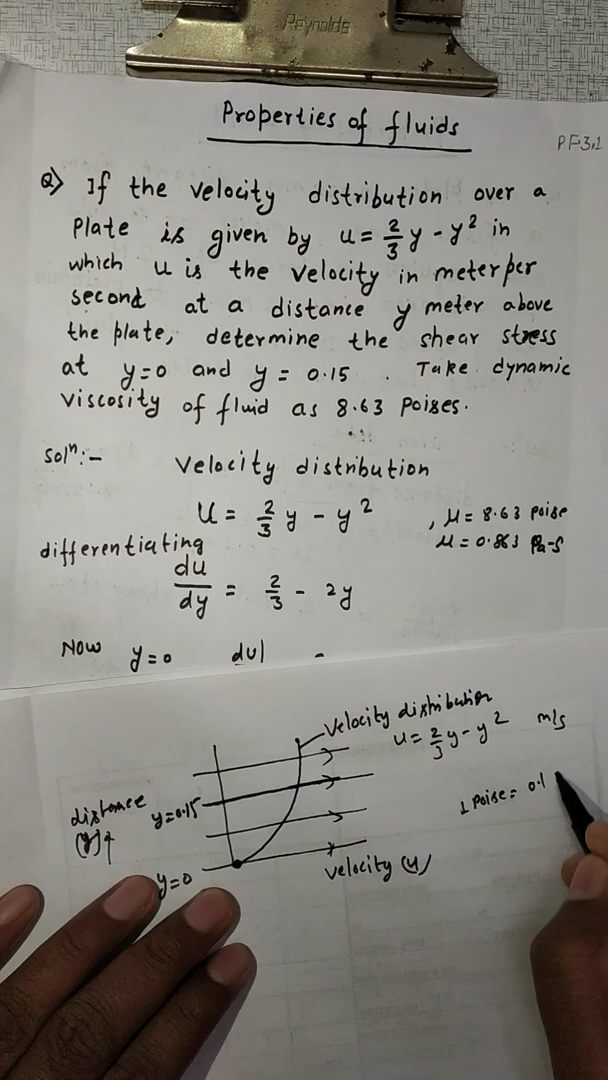 Reynolds
Properties of fluids
PF3.1
Q) If the velocity distribution over a
plate is given by u = 2/3 y - y² in
which u is the velocity in meter per
second at a distance y meter above
the plate, determine the shear stress
at y=0 and y = 0.15 . Take dynamic
viscosity of fluid as 8.63 poises.
Solⁿ:- Velocity distribution
U = 2/3 y - y² , μ = 8.63 poise
μ = 0.863 Pa-s
differentiating
du/dy = 2/3 - 2y
Now y=0 du| -
Velocity distribution
u = 2/3 y - y² m/s
distance
(y)↑
y=0.15
1 Poise = 0.1
y=0
Velocity (u)